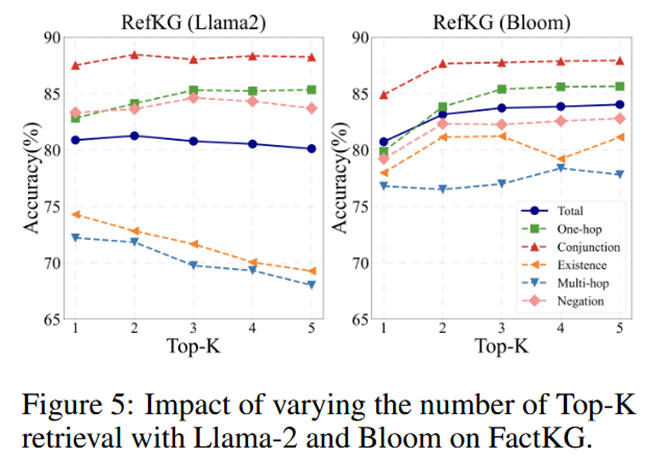 RefKG (Llama2)
RefKG (Bloom)
Accuracy(%)
90
85
80
75
70
65
1 2 3 4 5
Top-K
Accuracy(%)
90
85
80
75
70
65
1 2 3 4 5
Top-K
Total
One-hop
Conjunction
Existence
Multi-hop
Negation
Figure 5: Impact of varying the number of Top-K
retrieval with Llama-2 and Bloom on FactKG.